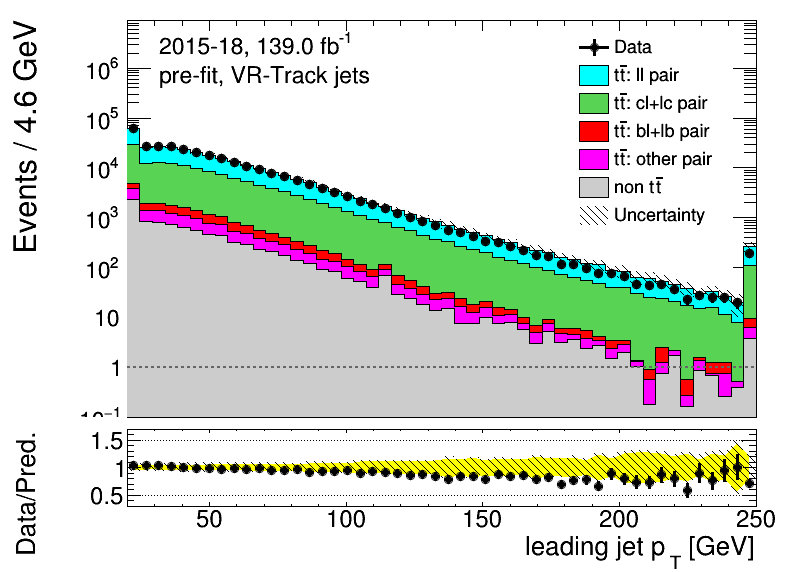 Events / 4.6 GeV
2015-18, 139.0 fb⁻¹
pre-fit, VR-Track jets
Data
tt̄: ll pair
tt̄: cl+lc pair
tt̄: bl+lb pair
tt̄: other pair
non tt̄
Uncertainty
10⁶
10⁵
10⁴
10³
10²
10
1
10⁻¹
Data/Pred.
1.5
1
0.5
50 100 150 200 250
leading jet p_T [GeV]